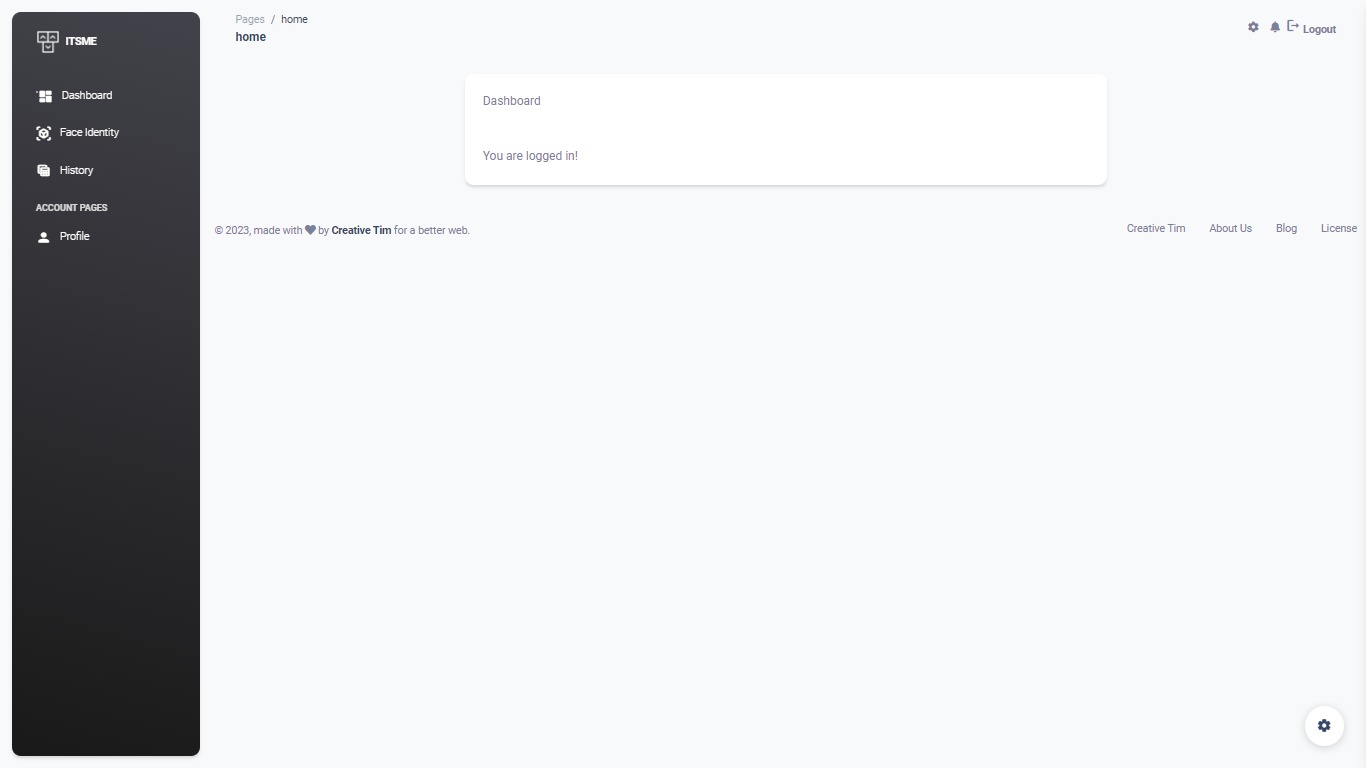 ITSME
Dashboard
Face Identity
History
ACCOUNT PAGES
Profile
Pages / home
home
Logout
Dashboard
You are logged in!
© 2023, made with by Creative Tim for a better web.
Creative Tim About Us Blog License